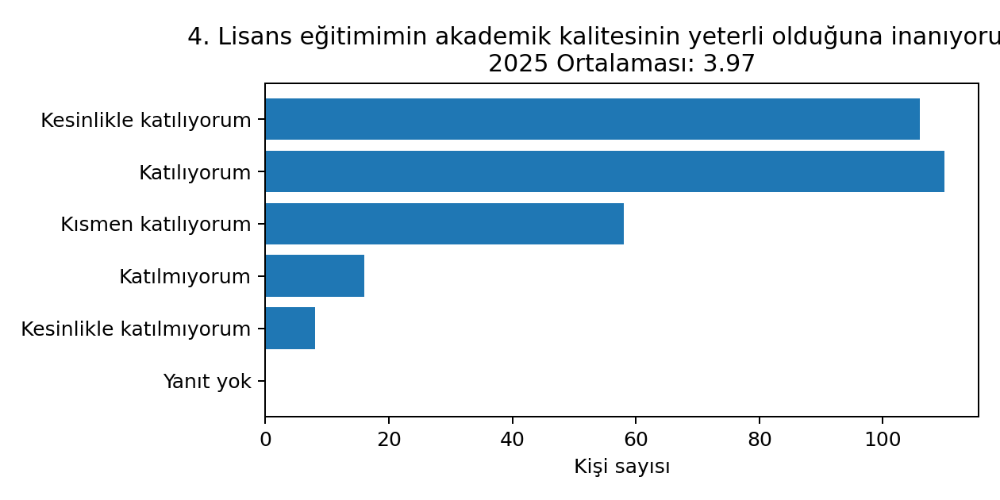 4. Lisans eğitimimin akademik kalitesinin yeterli olduğuna inanıyoru
2025 Ortalaması: 3.97
Kesinlikle katılıyorum
Katılıyorum
Kısmen katılıyorum
Katılmıyorum
Kesinlikle katılmıyorum
Yanıt yok
0 20 40 60 80 100
Kişi sayısı